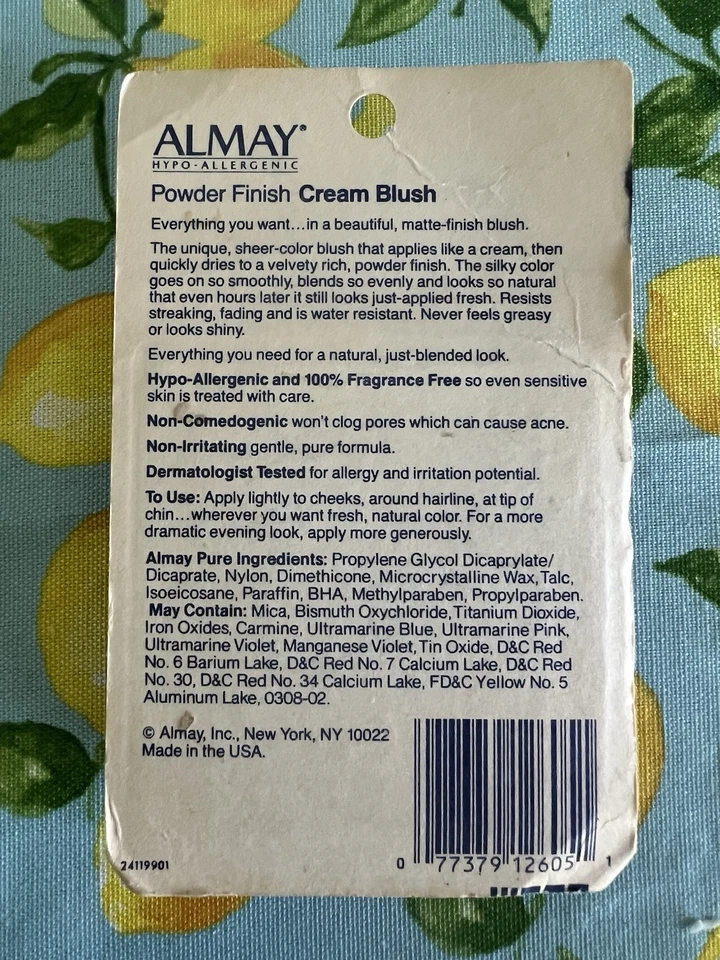 ALMAY®
HYPO-ALLERGENIC
Powder Finish Cream Blush
Everything you want...in a beautiful, matte-finish blush.
The unique, sheer-color blush that applies like a cream, then
quickly dries to a velvety rich, powder finish. The silky color
goes on so smoothly, blends so evenly and looks so natural
that even hours later it still looks just-applied fresh. Resists
streaking, fading and is water resistant. Never feels greasy
or looks shiny.
Everything you need for a natural, just-blended look.
Hypo-Allergenic and 100% Fragrance Free so even sensitive
skin is treated with care.
Non-Comedogenic won't clog pores which can cause acne.
Non-Irritating gentle, pure formula.
Dermatologist Tested for allergy and irritation potential.
To Use: Apply lightly to cheeks, around hairline, at tip of
chin...wherever you want fresh, natural color. For a more
dramatic evening look, apply more generously.
Almay Pure Ingredients: Propylene Glycol Dicaprylate/
Dicaprate, Nylon, Dimethicone, Microcrystalline Wax, Talc,
Isoeicosane, Paraffin, BHA, Methylparaben, Propylparaben.
May Contain: Mica, Bismuth Oxychloride, Titanium Dioxide,
Iron Oxides, Carmine, Ultramarine Blue, Ultramarine Pink,
Ultramarine Violet, Manganese Violet, Tin Oxide, D&C Red
No. 6 Barium Lake, D&C Red No. 7 Calcium Lake, D&C Red
No. 30, D&C Red No. 34 Calcium Lake, FD&C Yellow No. 5
Aluminum Lake, 0308-02.
© Almay, Inc., New York, NY 10022
Made in the USA.
24119901
0 77379 12605 1